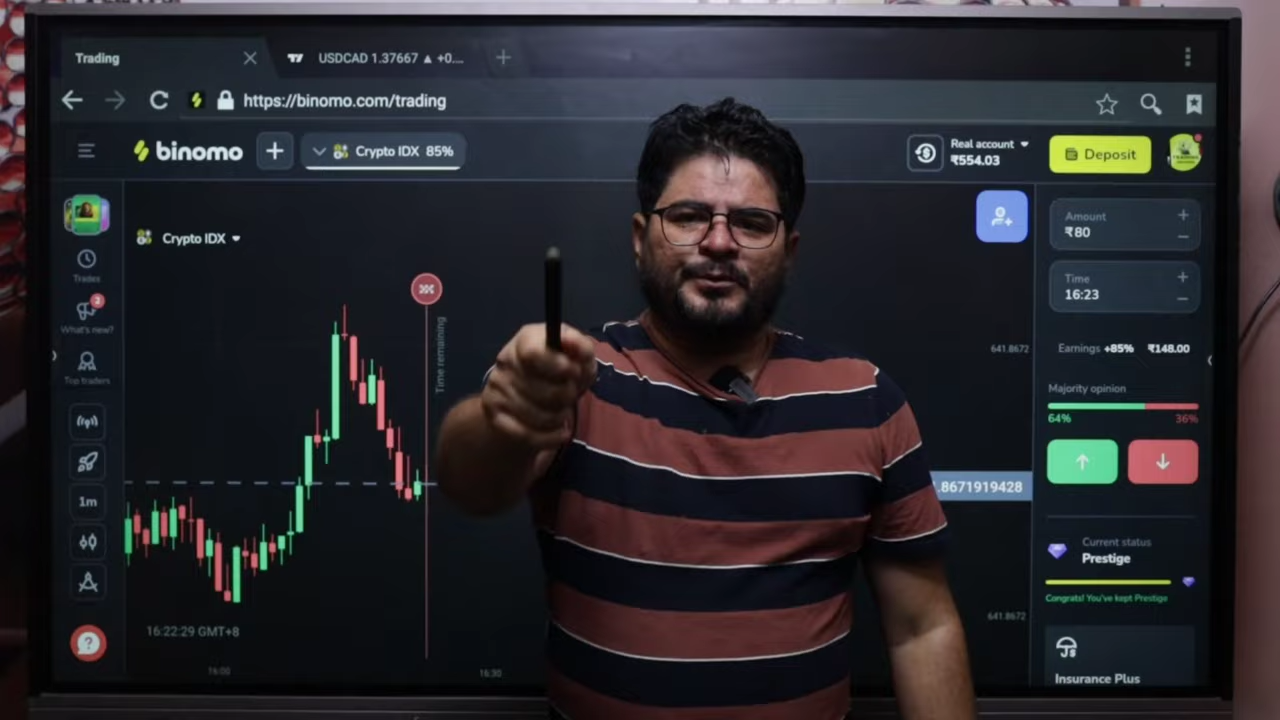 Trading
USDCAD 1.37667 ▲ +0...
https://binomo.com/trading
binomo
Crypto IDX 85%
Real account
₹554.03
Deposit
Crypto IDX
Trades
2
What's new?
Top traders
1m
Time remaining
Amount
₹80
Time
16:23
641.8672
Earnings +85% ₹148.00
Majority opinion
64% 36%
.8671919428
Current status
Prestige
Congrats! You've kept Prestige
641.8672
16:22:29 GMT+8
16:00
16:30
Insurance Plus